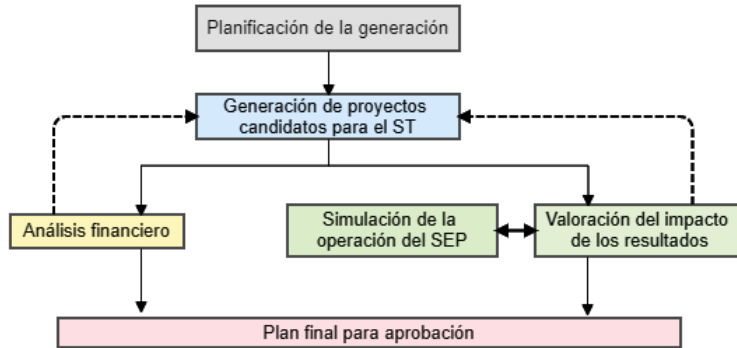 Planificación de la generación
Generación de proyectos
candidatos para el ST
Análisis financiero
Simulación de la
operación del SEP
Valoración del impacto
de los resultados
Plan final para aprobación